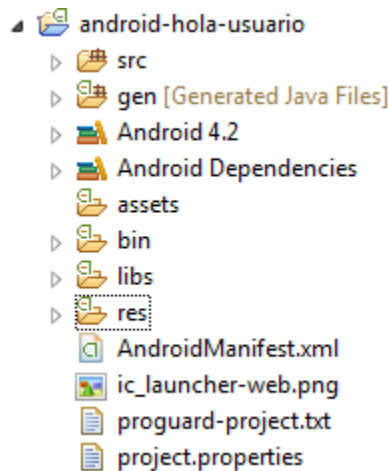 android-hola-usuario
src
gen [Generated Java Files]
Android 4.2
Android Dependencies
assets
bin
libs
res
AndroidManifest.xml
ic_launcher-web.png
proguard-project.txt
project.properties